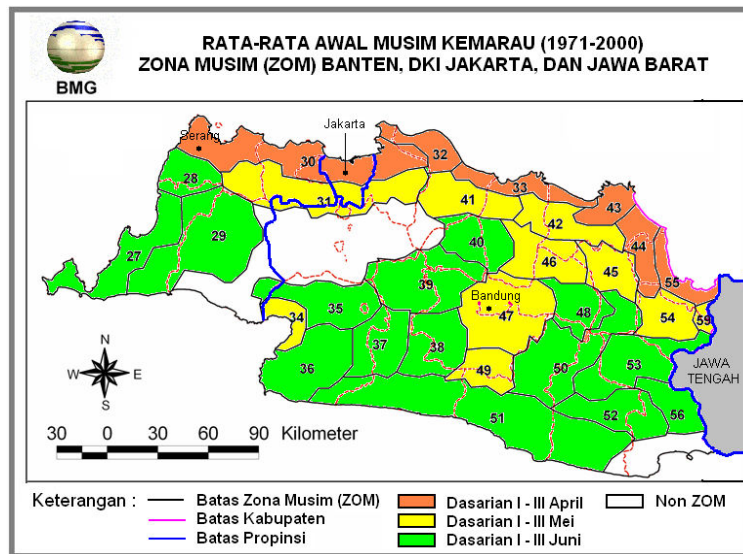 RATA-RATA AWAL MUSIM KEMARAU (1971-2000)
ZONA MUSIM (ZOM) BANTEN, DKI JAKARTA, DAN JAWA BARAT
BMG
Jakarta
Serang
30
32
28
31
41
33
43
42
44
29
40
46
45
55
27
39
Bandung
34
35
47
48
54
59
37
38
36
49
50
53
JAWA
TENGAH
51
52
56
N
W E
S
30 0 30 60 90 Kilometer
Keterangan :
Batas Zona Musim (ZOM)
Batas Kabupaten
Batas Propinsi
Dasarian I - III April
Dasarian I - III Mei
Dasarian I - III Juni
Non ZOM